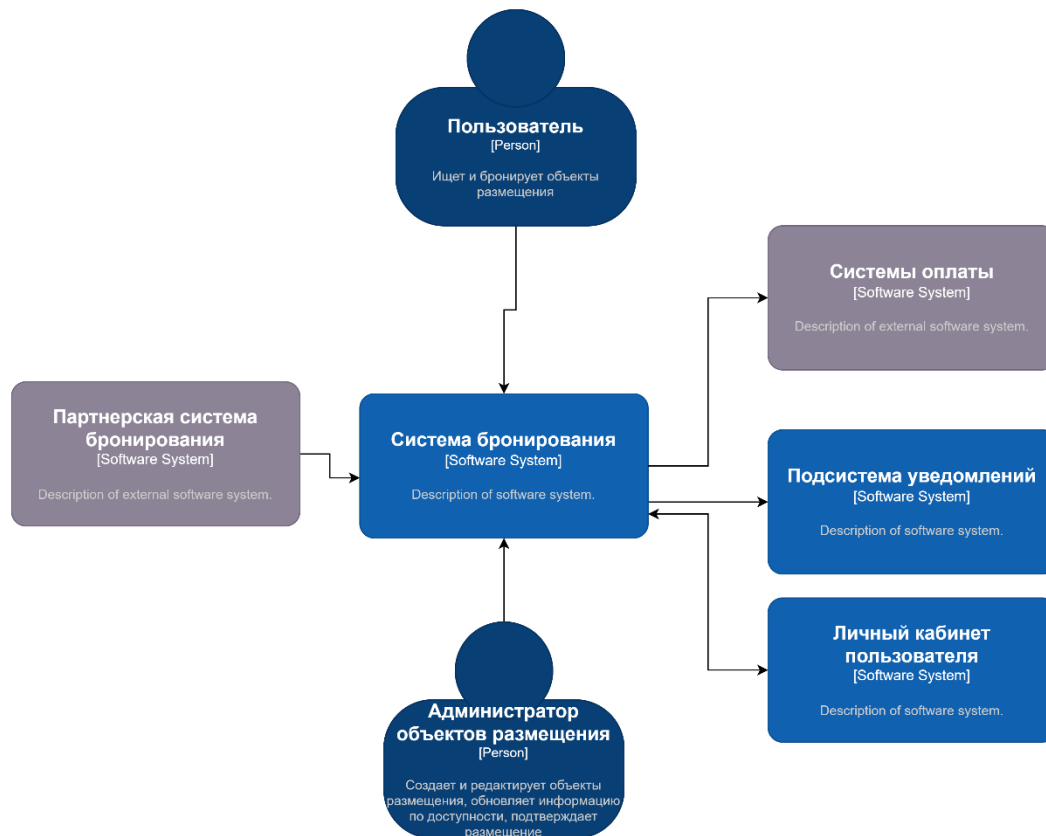 Пользователь
[Person]
Ищет и бронирует объекты
размещения
Системы оплаты
[Software System]
Description of external software system.
Партнерская система
бронирования
[Software System]
Description of external software system.
Система бронирования
[Software System]
Description of software system.
Подсистема уведомлений
[Software System]
Description of software system.
Личный кабинет
пользователя
[Software System]
Description of software system.
Администратор
объектов размещения
[Person]
Создает и редактирует объекты
размещения, обновляет информацию
по доступности, подтверждает
размещение